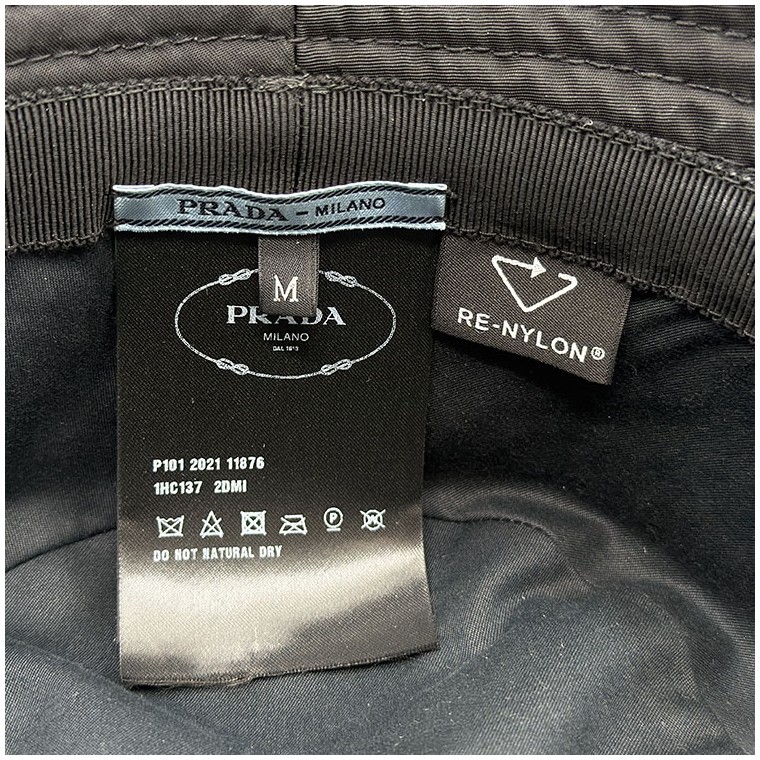 PRADA - MILANO
M
PRADA
MILANO
DAL 1913
RE-NYLON®
P101 2021 11876
1HC137 2DMI
P W
DO NOT NATURAL DRY